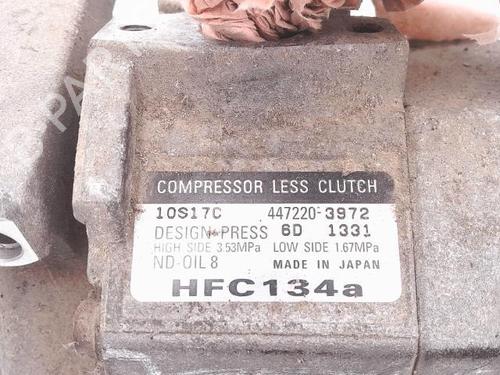 COMPRESSOR LESS CLUTCH
10S17C 447220-3972
DESIGN PRESS 6D 1331
HIGH SIDE 3.53MPa LOW SIDE 1.67MPa
ND-OIL 8 MADE IN JAPAN
HFC134a